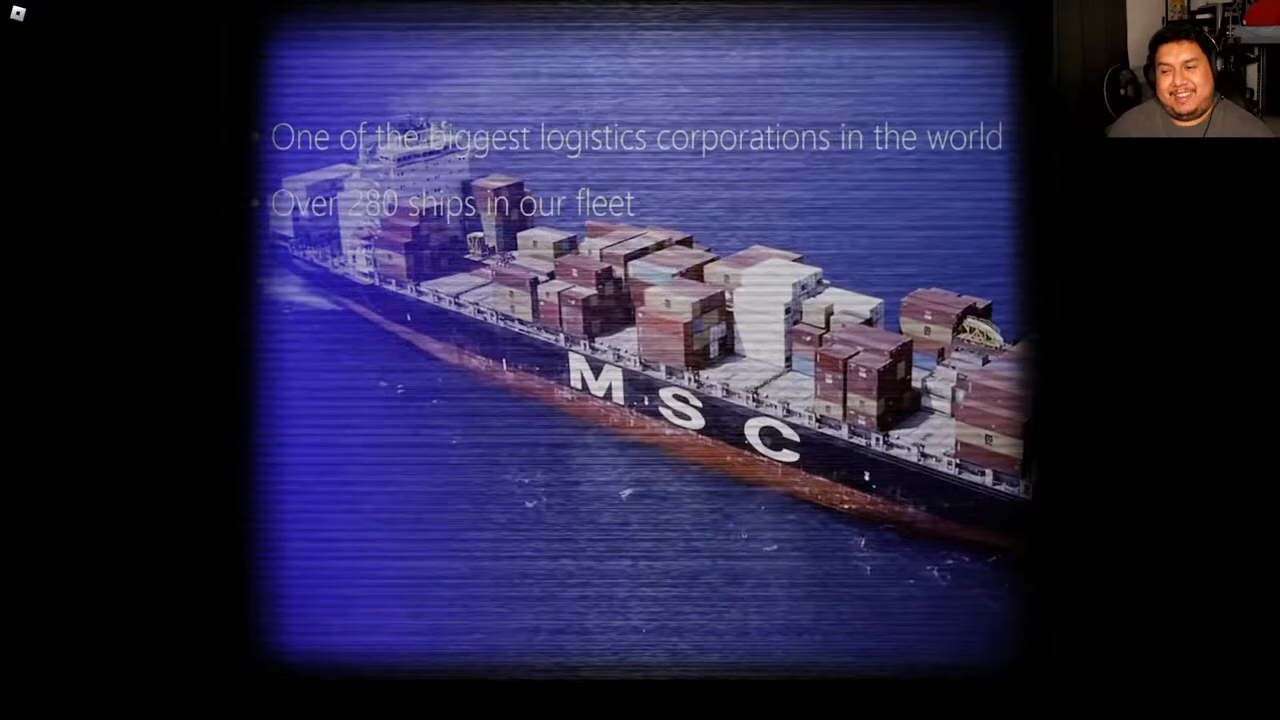 One of the biggest logistics corporations in the world
Over 280 ships in our fleet
MSC